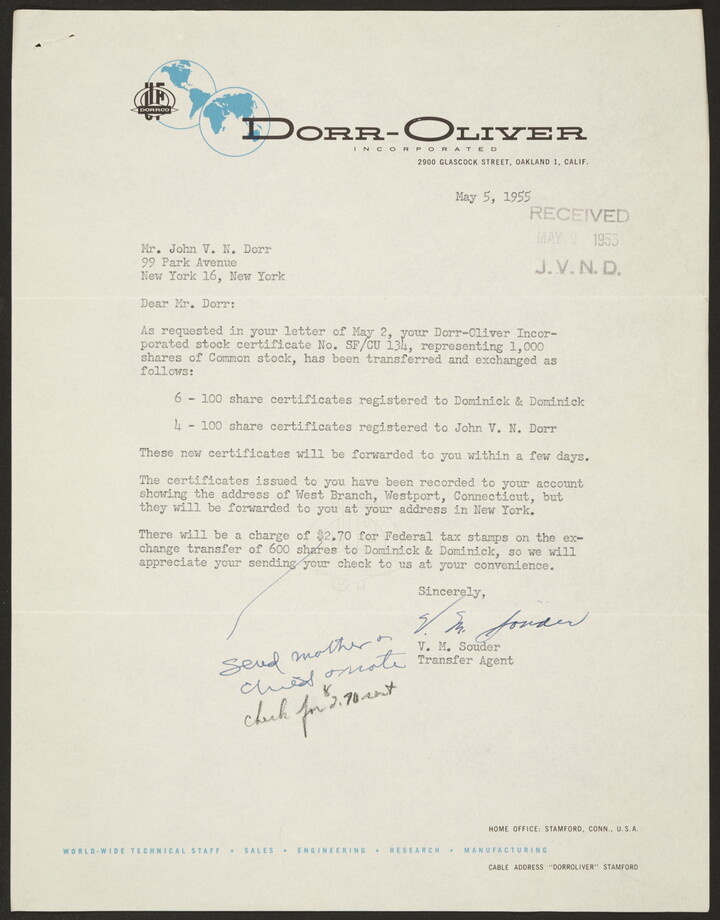 DORRCO
DORR-OLIVER
INCORPORATED
2900 GLASCOCK STREET, OAKLAND 1, CALIF.
May 5, 1955
RECEIVED
MAY 9 1955
J.V.N.D.
Mr. John V. N. Dorr
99 Park Avenue
New York 16, New York
Dear Mr. Dorr:
As requested in your letter of May 2, your Dorr-Oliver Incor-
porated stock certificate No. SF/CU 134, representing 1,000
shares of Common stock, has been transferred and exchanged as
follows:
6 - 100 share certificates registered to Dominick & Dominick
4 - 100 share certificates registered to John V. N. Dorr
These new certificates will be forwarded to you within a few days.
The certificates issued to you have been recorded to your account
showing the address of West Branch, Westport, Connecticut, but
they will be forwarded to you at your address in New York.
There will be a charge of $2.70 for Federal tax stamps on the ex-
change transfer of 600 shares to Dominick & Dominick, so we will
appreciate your sending your check to us at your convenience.
Sincerely,
V. M. Souder
V. M. Souder
Transfer Agent
Send
note
check for $2.70 sent
HOME OFFICE: STAMFORD, CONN., U.S.A.
WORLD-WIDE TECHNICAL STAFF • SALES • ENGINEERING • RESEARCH • MANUFACTURING
CABLE ADDRESS "DORROLIVER" STAMFORD